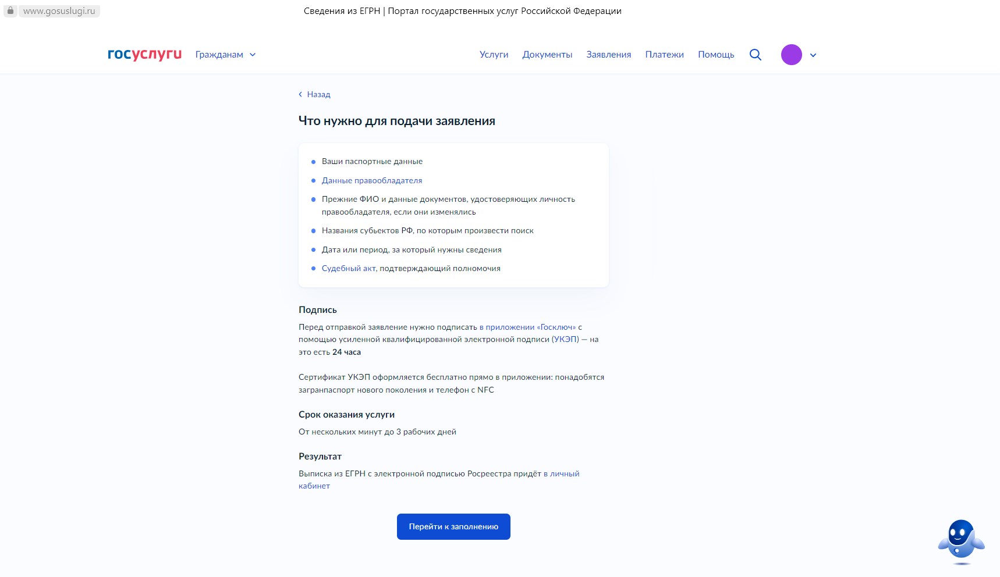 www.gosuslugi.ru
Сведения из ЕГРН | Портал государственных услуг Российской Федерации
госуслуги
Гражданам
Услуги
Документы
Заявления
Платежи
Помощь
Назад
Что нужно для подачи заявления
Ваши паспортные данные
Данные правообладателя
Прежние ФИО и данные документов, удостоверяющих личность
правообладателя, если они изменялись
Названия субъектов РФ, по которым произвести поиск
Дата или период, за который нужны сведения
Судебный акт, подтверждающий полномочия
Подпись
Перед отправкой заявление нужно подписать в приложении «Госключ» с
помощью усиленной квалифицированной электронной подписи (УКЭП) — на
это есть 24 часа
Сертификат УКЭП оформляется бесплатно прямо в приложении: понадобятся
загранпаспорт нового поколения и телефон с NFC
Срок оказания услуги
От нескольких минут до 3 рабочих дней
Результат
Выписка из ЕГРН с электронной подписью Росреестра придёт в личный
кабинет
Перейти к заполнению